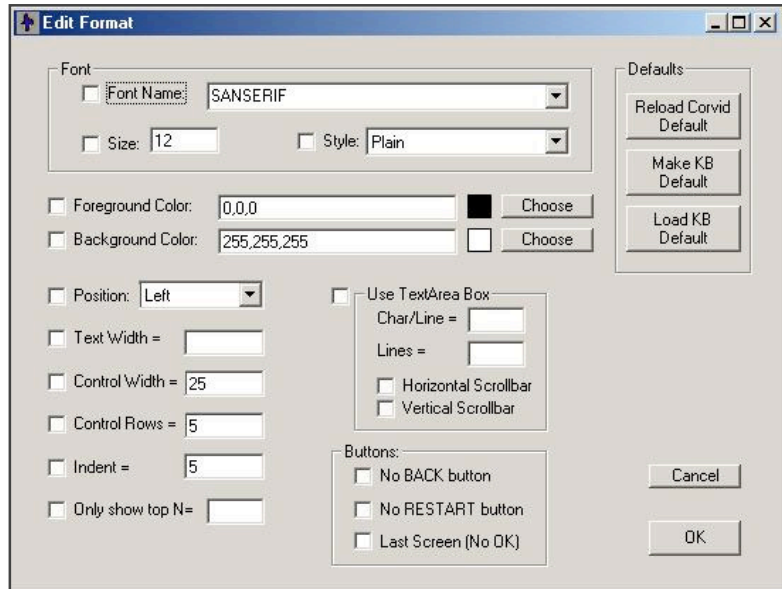 Edit Format
Font
Font Name: SANSERIF
Size: 12 Style: Plain
Defaults
Reload Corvid
Default
Make KB
Default
Load KB
Default
Foreground Color: 0,0,0 Choose
Background Color: 255,255,255 Choose
Position: Left
Text Width =
Control Width = 25
Control Rows = 5
Indent = 5
Only show top N=
Use TextArea Box
Char/Line =
Lines =
Horizontal Scrollbar
Vertical Scrollbar
Buttons:
No BACK button
No RESTART button
Last Screen (No OK)
Cancel
OK